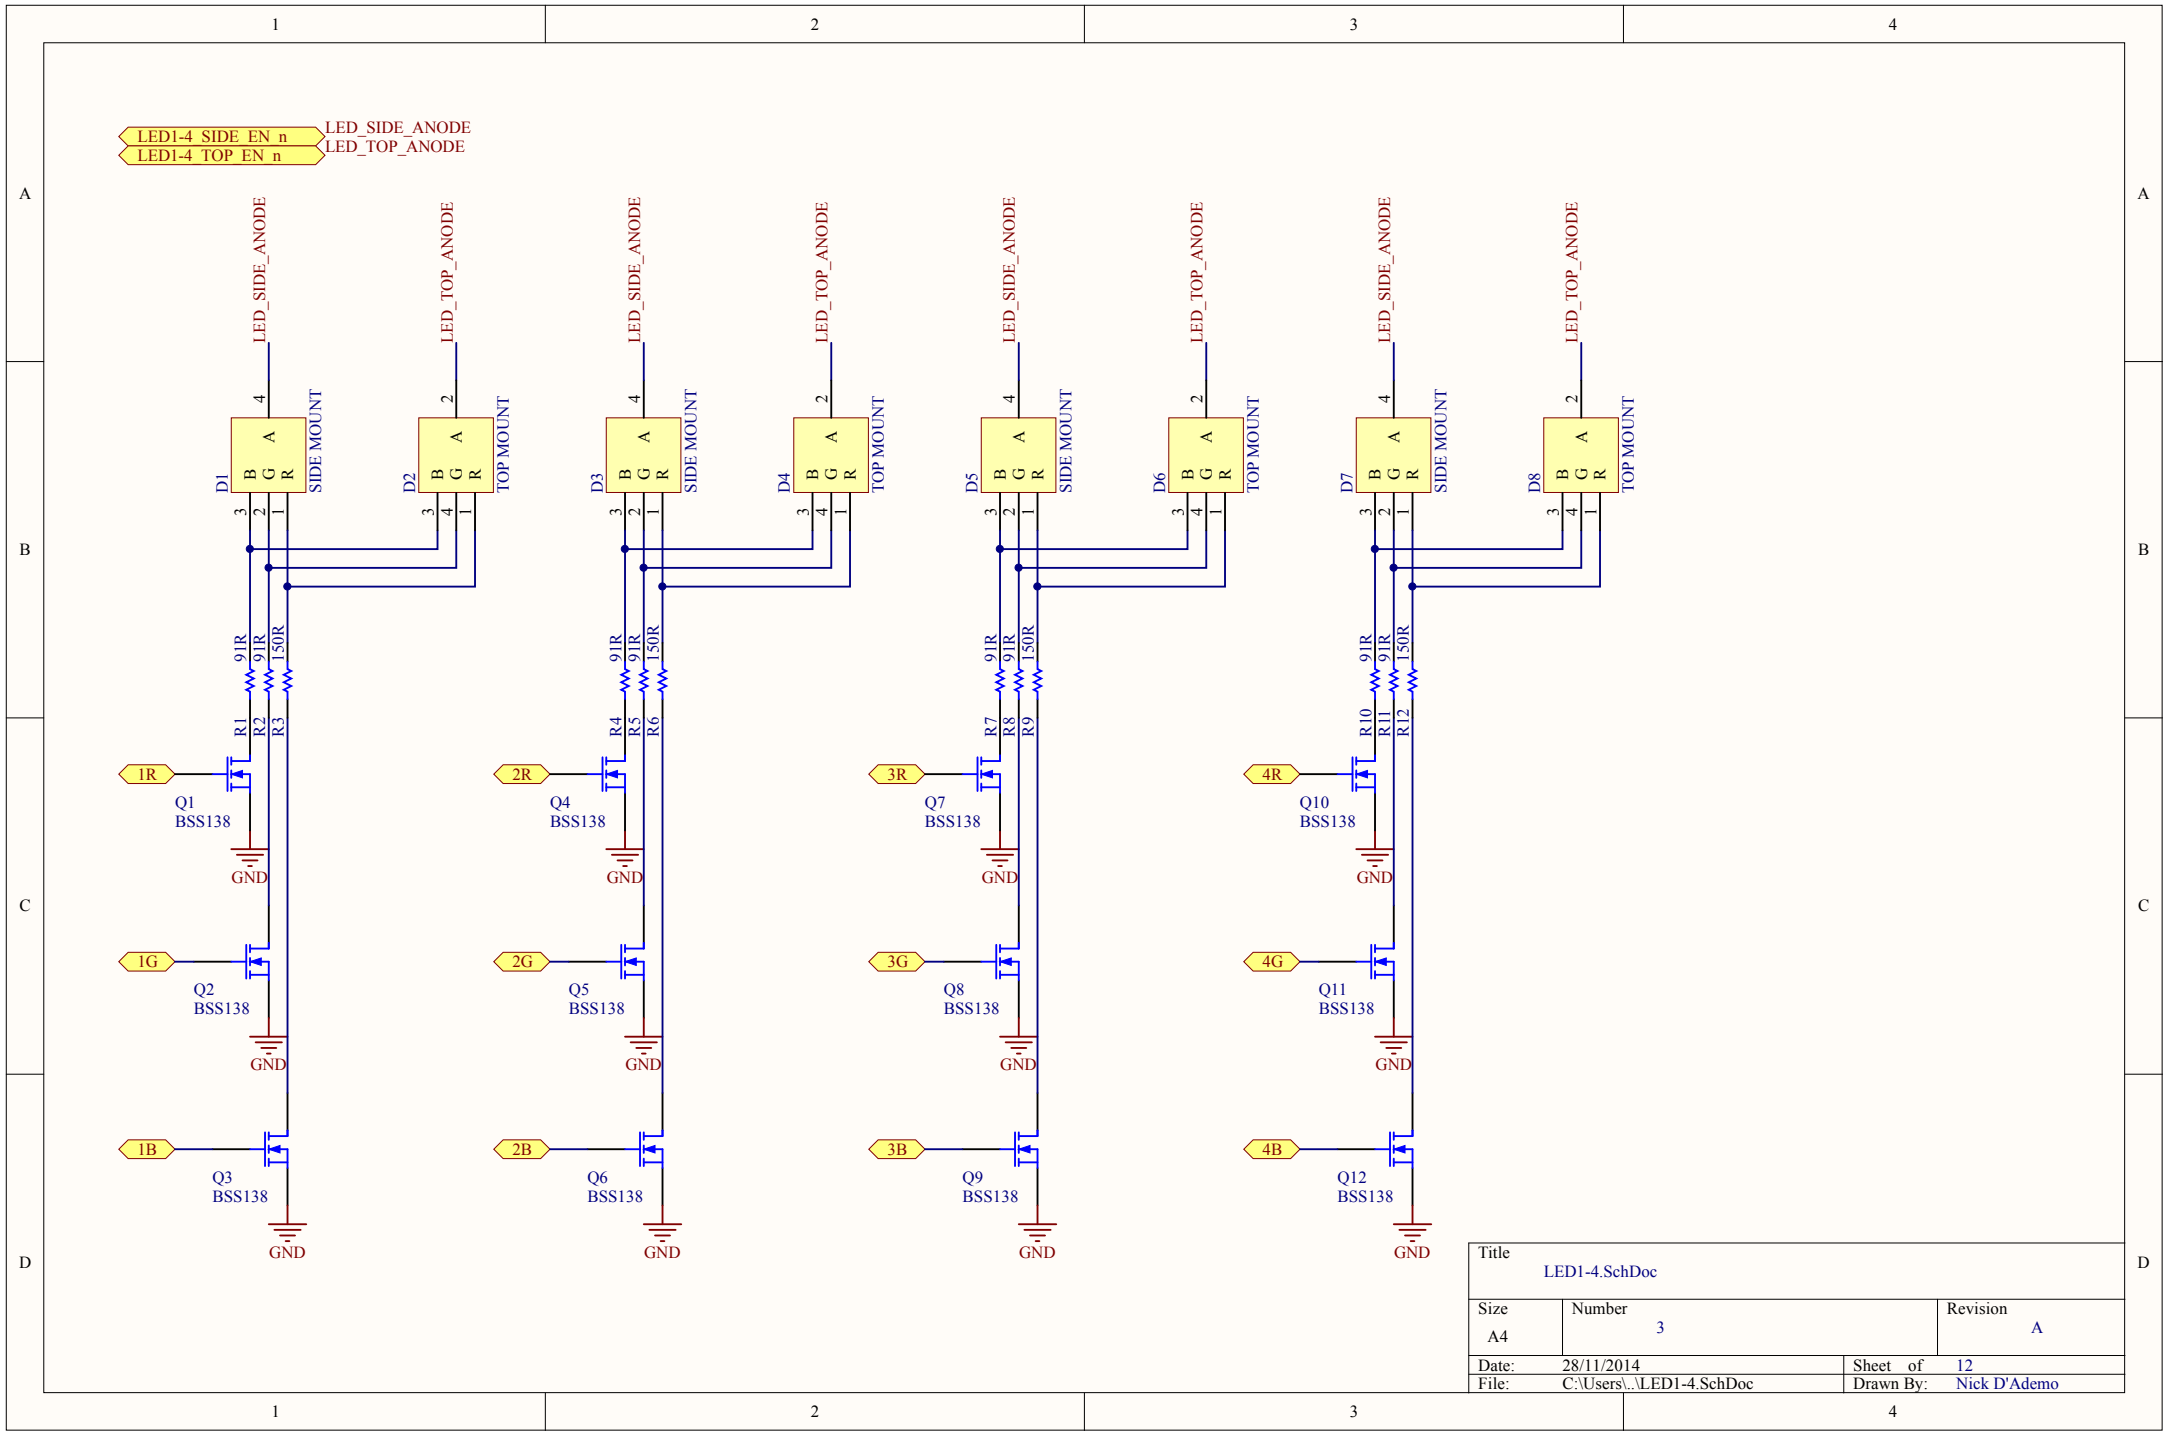 1 2 3 4
A A
B B
C C
D D
LED1-4_SIDE_EN_n LED_SIDE_ANODE
LED1-4_TOP_EN_n LED_TOP_ANODE
LED_SIDE_ANODE LED_TOP_ANODE LED_SIDE_ANODE LED_TOP_ANODE LED_SIDE_ANODE LED_TOP_ANODE LED_SIDE_ANODE LED_TOP_ANODE
4 2 4 2 4 2 4 2
A A A A A A A A
D1 B G R SIDE MOUNT
D2 B G R TOP MOUNT
D3 B G R SIDE MOUNT
D4 B G R TOP MOUNT
D5 B G R SIDE MOUNT
D6 B G R TOP MOUNT
D7 B G R SIDE MOUNT
D8 B G R TOP MOUNT
3 2 1 3 4 1 3 2 1 3 4 1 3 2 1 3 4 1 3 2 1 3 4 1
91R 91R 150R 91R 91R 150R 91R 91R 150R 91R 91R 150R
R1 R2 R3 R4 R5 R6 R7 R8 R9 R10 R11 R12
1R 2R 3R 4R
Q1 Q4 Q7 Q10
BSS138 BSS138 BSS138 BSS138
GND GND GND GND
1G 2G 3G 4G
Q2 Q5 Q8 Q11
BSS138 BSS138 BSS138 BSS138
GND GND GND GND
1B 2B 3B 4B
Q3 Q6 Q9 Q12
BSS138 BSS138 BSS138 BSS138
GND GND GND GND
Title
LED1-4.SchDoc
Size Number Revision
A4 3 A
Date: 28/11/2014 Sheet of 12
File: C:\Users\..\LED1-4.SchDoc Drawn By: Nick D'Ademo
1 2 3 4